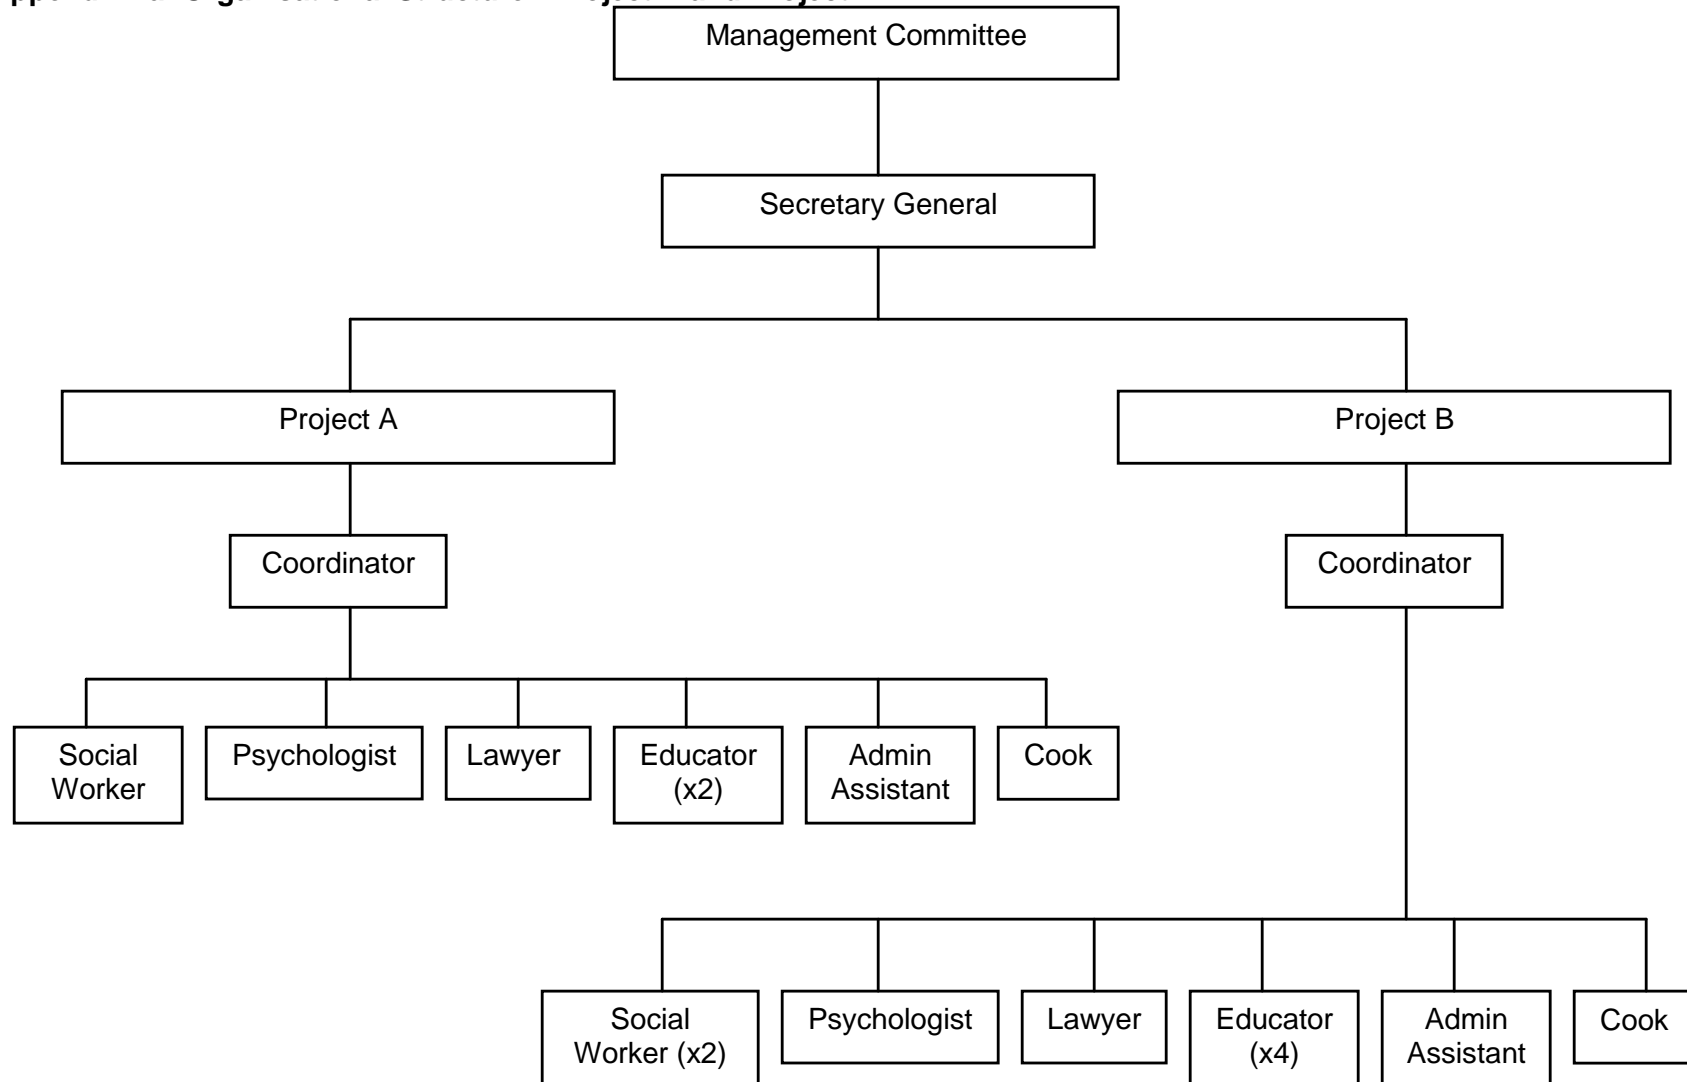 Management Committee
Secretary General
Project A
Project B
Coordinator
Coordinator
Social
Worker
Psychologist
Lawyer
Educator
(x2)
Admin
Assistant
Cook
Social
Worker (x2)
Psychologist
Lawyer
Educator
(x4)
Admin
Assistant
Cook